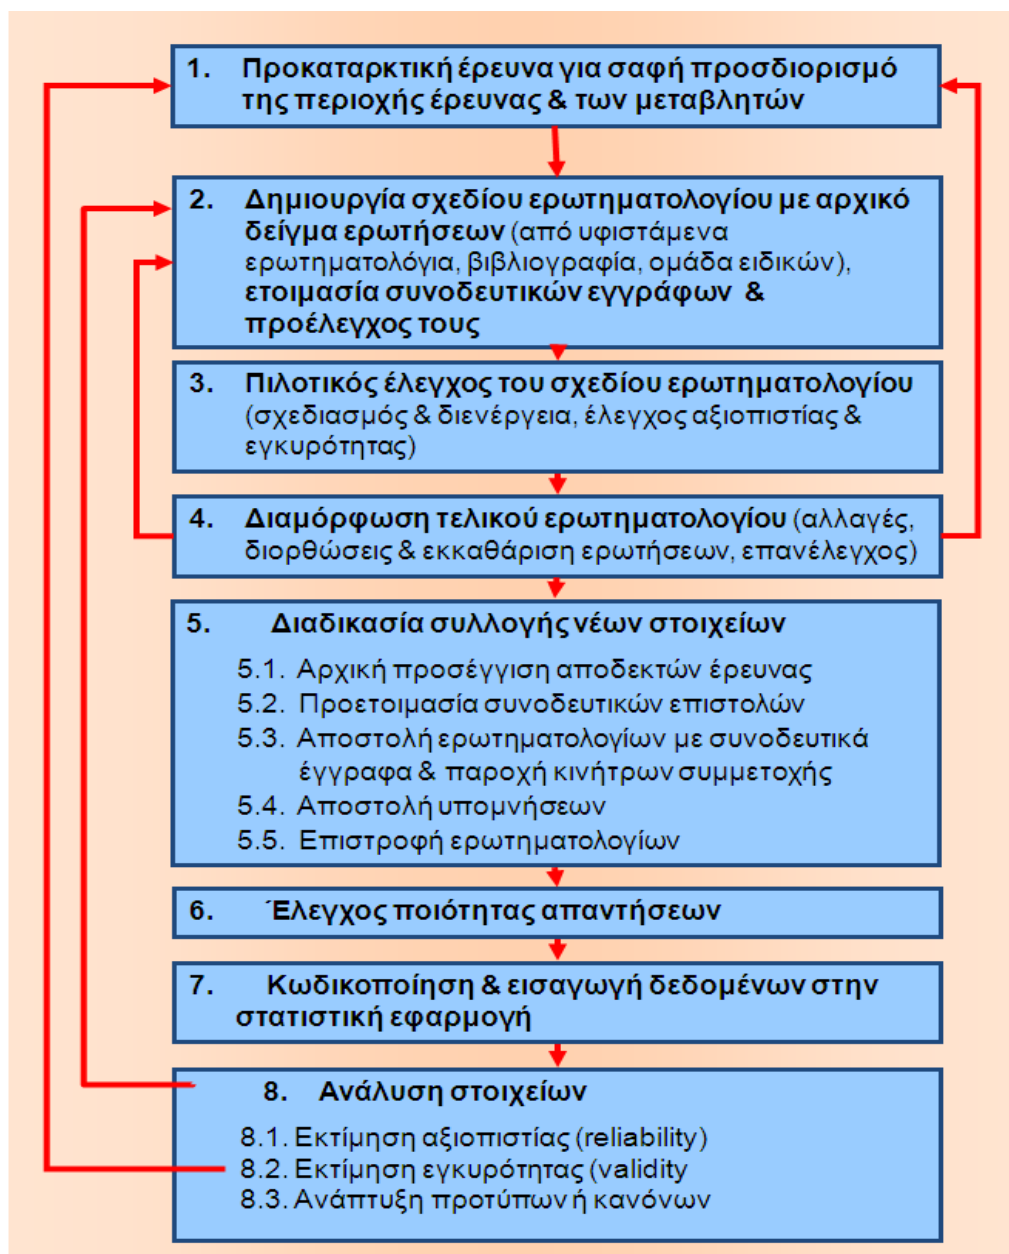 1. Προκαταρκτική έρευνα για σαφή προσδιορισμό
της περιοχής έρευνας & των μεταβλητών
2. Δημιουργία σχεδίου ερωτηματολογίου με αρχικό
δείγμα ερωτήσεων (από υφιστάμενα
ερωτηματολόγια, βιβλιογραφία, ομάδα ειδικών),
ετοιμασία συνοδευτικών εγγράφων &
προέλεγχος τους
3. Πιλοτικός έλεγχος του σχεδίου ερωτηματολογίου
(σχεδιασμός & διενέργεια, έλεγχος αξιοπιστίας &
εγκυρότητας)
4. Διαμόρφωση τελικού ερωτηματολογίου (αλλαγές,
διορθώσεις & εκκαθάριση ερωτήσεων, επανέλεγχος)
5. Διαδικασία συλλογής νέων στοιχείων
5.1. Αρχική προσέγγιση αποδεκτών έρευνας
5.2. Προετοιμασία συνοδευτικών επιστολών
5.3. Αποστολή ερωτηματολογίων με συνοδευτικά
έγγραφα & παροχή κινήτρων συμμετοχής
5.4. Αποστολή υπομνήσεων
5.5. Επιστροφή ερωτηματολογίων
6. Έλεγχος ποιότητας απαντήσεων
7. Κωδικοποίηση & εισαγωγή δεδομένων στην
στατιστική εφαρμογή
8. Ανάλυση στοιχείων
8.1. Εκτίμηση αξιοπιστίας (reliability)
8.2. Εκτίμηση εγκυρότητας (validity
8.3. Ανάπτυξη προτύπων ή κανόνων